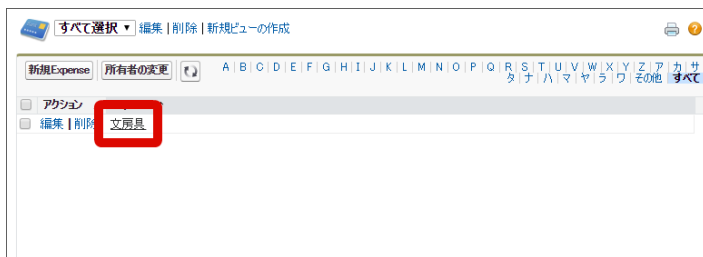 すべて選択 ▼ 編集 | 削除 | 新規ビューの作成
新規Expense 所有者の変更 A | B | C | D | E | F | G | H | I | J | K | L | M | N | O | P | Q | R | S | T | U | V | W | X | Y | Z | ア | カ | サ
タ | ナ | ハ | マ | ヤ | ラ | ワ | その他 | すべて
アクション
編集 | 削除 文房具